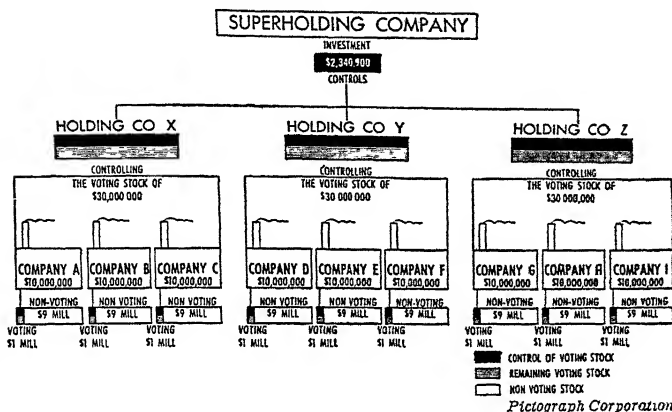 SUPERHOLDING COMPANY
INVESTMENT
$2,340,900
CONTROLS
HOLDING CO X
HOLDING CO Y
HOLDING CO Z
CONTROLLING
THE VOTING STOCK OF
$30,000 000
CONTROLLING
THE VOTING STOCK OF
$30 000 000
CONTROLLING
THE VOTING STOCK OF
$30 000,000
COMPANY A
$10,000,000
COMPANY B
$10,000,000
COMPANY C
$10,000,000
COMPANY D
$10,000,000
COMPANY E
$10,000,000
COMPANY F
$10,000,000
COMPANY G
$10,000,000
COMPANY H
$10,000,000
COMPANY I
$10,000,000
NON-VOTING
$9 MILL
NON VOTING
$9 MILL
NON VOTING
$9 MILL
NON VOTING
$9 MILL
NON VOTING
$9 MILL
NON VOTING
$9 MILL
NON-VOTING
$9 MILL
NON-VOTING
$9 MILL
NON VOTING
$9 MILL
VOTING
$1 MILL
VOTING
$1 MILL
VOTING
$1 MILL
VOTING
$1 MILL
VOTING
$1 MILL
VOTING
$1 MILL
VOTING
$1 MILL
VOTING
$1 MILL
VOTING
$1 MILL
CONTROL OF VOTING STOCK
REMAINING VOTING STOCK
NON VOTING STOCK
Pictograph Corporation